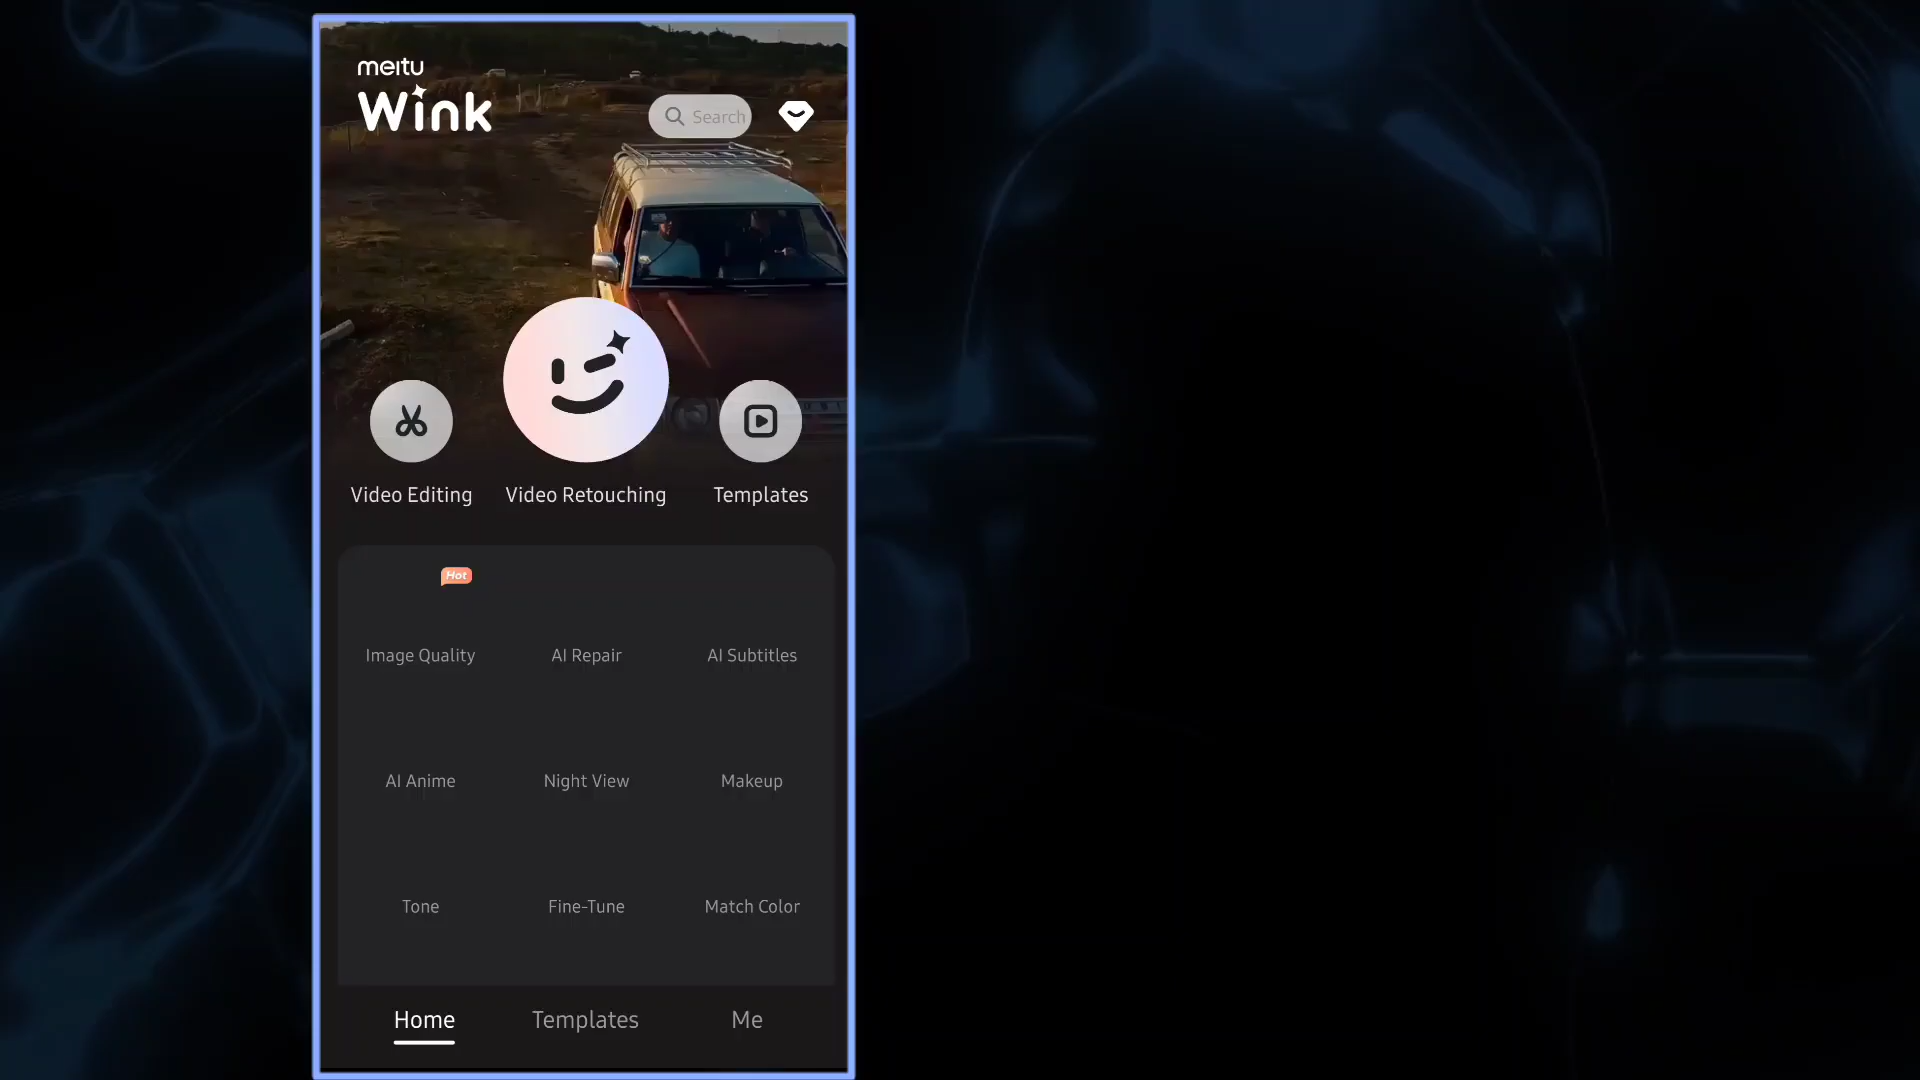 meitu
Wink
Search
Video Editing
Video Retouching
Templates
Hot
Image Quality
AI Repair
AI Subtitles
AI Anime
Night View
Makeup
Tone
Fine-Tune
Match Color
Home
Templates
Me